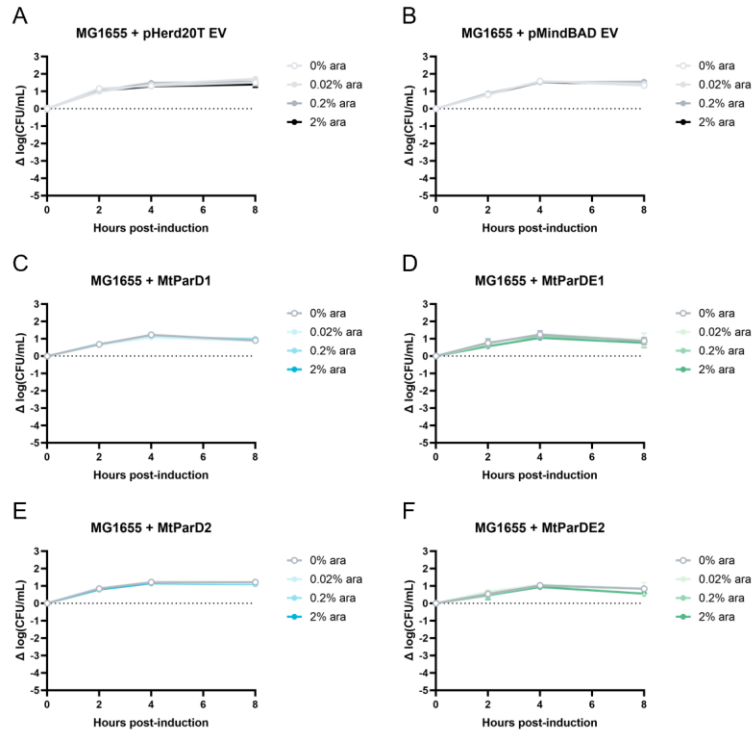 A
MG1655 + pHerd20T EV
Δ log(CFU/mL)
3
2
1
0
-1
-2
-3
-4
-5
0 2 4 6 8
Hours post-induction
0% ara
0.02% ara
0.2% ara
2% ara
B
MG1655 + pMindBAD EV
Δ log(CFU/mL)
3
2
1
0
-1
-2
-3
-4
-5
0 2 4 6 8
Hours post-induction
0% ara
0.02% ara
0.2% ara
2% ara
C
MG1655 + MtParD1
Δ log(CFU/mL)
3
2
1
0
-1
-2
-3
-4
-5
0 2 4 6 8
Hours post-induction
0% ara
0.02% ara
0.2% ara
2% ara
D
MG1655 + MtParDE1
Δ log(CFU/mL)
3
2
1
0
-1
-2
-3
-4
-5
0 2 4 6 8
Hours post-induction
0% ara
0.02% ara
0.2% ara
2% ara
E
MG1655 + MtParD2
Δ log(CFU/mL)
3
2
1
0
-1
-2
-3
-4
-5
0 2 4 6 8
Hours post-induction
0% ara
0.02% ara
0.2% ara
2% ara
F
MG1655 + MtParDE2
Δ log(CFU/mL)
3
2
1
0
-1
-2
-3
-4
-5
0 2 4 6 8
Hours post-induction
0% ara
0.02% ara
0.2% ara
2% ara